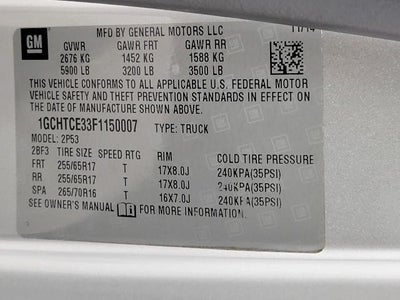 MFD BY GENERAL MOTORS LLC 11/14
GM
GVWR GAWR FRT GAWR RR
2676 KG 1452 KG 1588 KG
5900 LB 3200 LB 3500 LB
THIS VEHICLE CONFORMS TO ALL APPLICABLE U.S. FEDERAL MOTOR
VEHICLE SAFETY AND THEFT PREVENTION STANDARDS IN EFFECT ON
THE DATE OF MANUFACTURE SHOWN ABOVE.
1GCHTCE33F1150007 TYPE: TRUCK
MODEL: 2P53
2BF3 TIRE SIZE SPEED RTG RIM COLD TIRE PRESSURE
FRT 255/65R17 T 17X8.0J 240KPA(35PSI)
RR 255/65R17 T 17X8.0J 240KPA(35PSI)
SPA 265/70R16 T 16X7.0J 240KPA(35PSI)
SEE OWNER'S MANUAL FOR MORE INFORMATION.